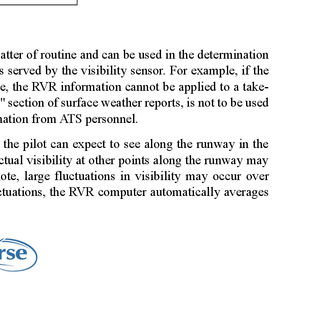 atter of routine and can be used in the determination
s served by the visibility sensor. For example, if the
e, the RVR information cannot be applied to a take-
" section of surface weather reports, is not to be used
nation from ATS personnel.
the pilot can expect to see along the runway in the
ctual visibility at other points along the runway may
ote, large fluctuations in visibility may occur over
ctuations, the RVR computer automatically averages
rse